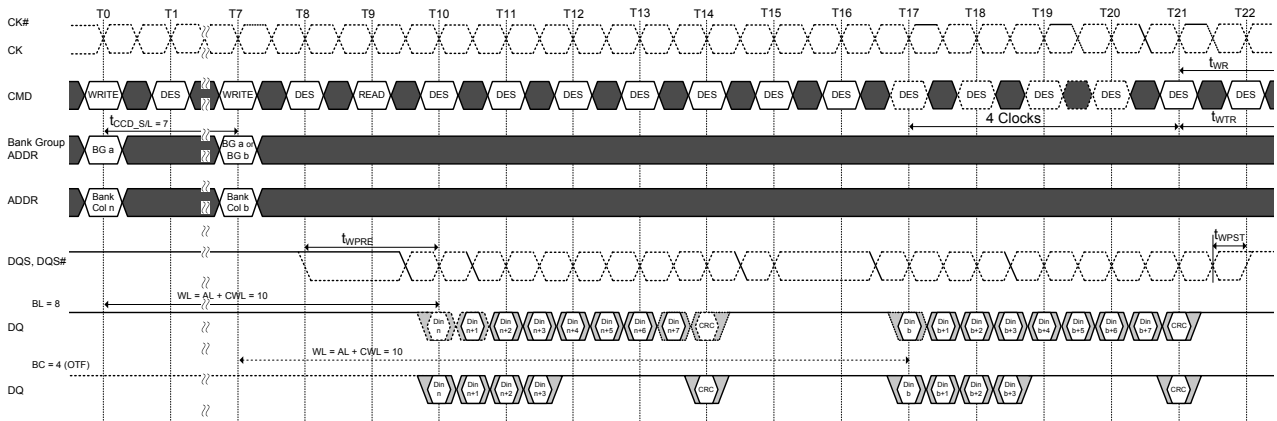 T0 T1 T7 T8 T9 T10 T11 T12 T13 T14 T15 T16 T17 T18 T19 T20 T21 T22
CK#
CK
tWR
CMD WRITE DES WRITE DES READ DES DES DES DES DES DES DES DES DES DES DES DES DES
tCCD_S/L = 7
4 Clocks
tWTR
Bank Group
ADDR
BG a
BG a or
BG b
ADDR
Bank
Col n
Bank
Col b
tWPRE
tWPST
DQS, DQS#
WL = AL + CWL = 10
BL = 8
DQ
Din
n
Din
n+1
Din
n+2
Din
n+3
Din
n+4
Din
n+5
Din
n+6
Din
n+7
CRC
Din
b
Din
b+1
Din
b+2
Din
b+3
Din
b+4
Din
b+5
Din
b+6
Din
b+7
CRC
WL = AL + CWL = 10
BC = 4 (OTF)
DQ
Din
n
Din
n+1
Din
n+2
Din
n+3
CRC
Din
b
Din
b+1
Din
b+2
Din
b+3
CRC